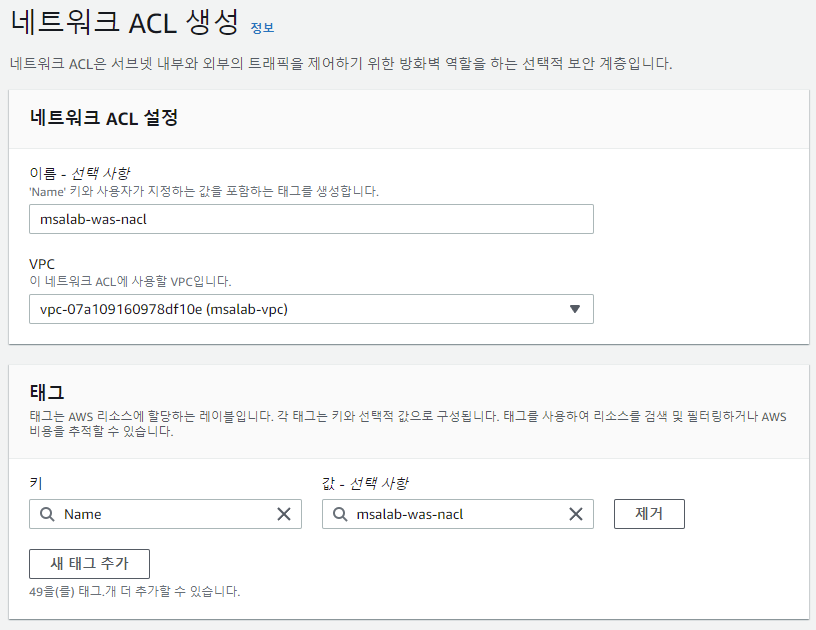 네트워크 ACL 생성 정보
네트워크 ACL은 서브넷 내부와 외부의 트래픽을 제어하기 위한 방화벽 역할을 하는 선택적 보안 계층입니다.
네트워크 ACL 설정
이름 - 선택 사항
'Name' 키와 사용자가 지정하는 값을 포함하는 태그를 생성합니다.
msalab-was-nacl
VPC
이 네트워크 ACL에 사용할 VPC입니다.
vpc-07a109160978df10e (msalab-vpc)
태그
태그는 AWS 리소스에 할당하는 레이블입니다. 각 태그는 키와 선택적 값으로 구성됩니다. 태그를 사용하여 리소스를 검색 및 필터링하거나 AWS
비용을 추적할 수 있습니다.
키 값 - 선택 사항
Name msalab-was-nacl 제거
새 태그 추가
49을(를) 태그.개 더 추가할 수 있습니다.